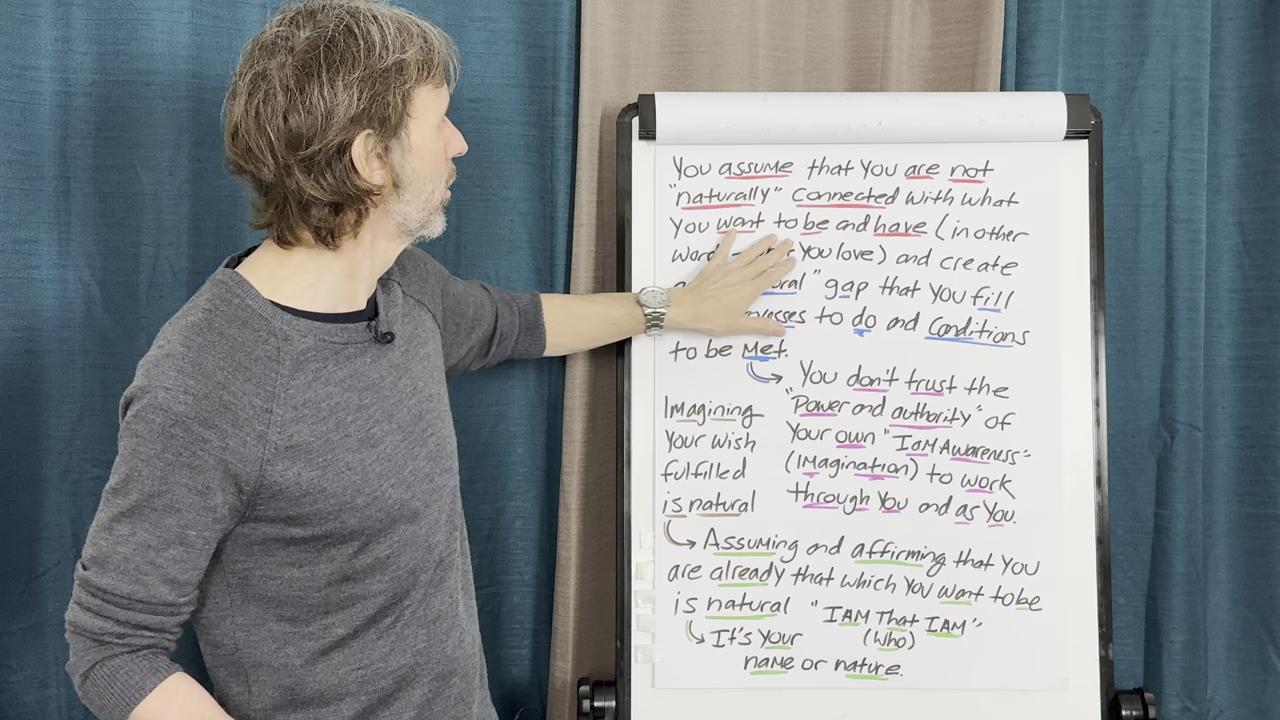 You assume that you are not
"naturally" connected with what
you want to be and have (in other
You love) and create
" gap that you fill
to do and conditions
to be met.
You don't trust the
"Power and authority" of
Your own "I am Awareness"
(Imagination) to work
through You and as You.
Imagining
your wish
fulfilled
is natural
Assuming and affirming that you
are already that which you want to be
is natural "I AM That I AM"
(Who)
It's your
name or nature.